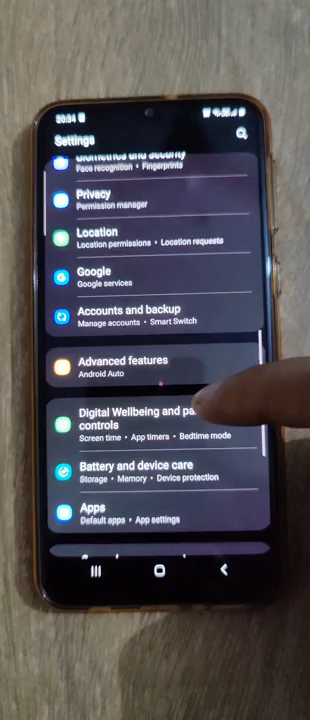 20:34
Settings
Biometrics and security
Face recognition • Fingerprints
Privacy
Permission manager
Location
Location permissions • Location requests
Google
Google services
Accounts and backup
Manage accounts • Smart Switch
Advanced features
Android Auto
Digital Wellbeing and
controls
Screen time • App timers • Bedtime mode
Battery and device care
Storage • Memory • Device protection
Apps
Default apps • App settings